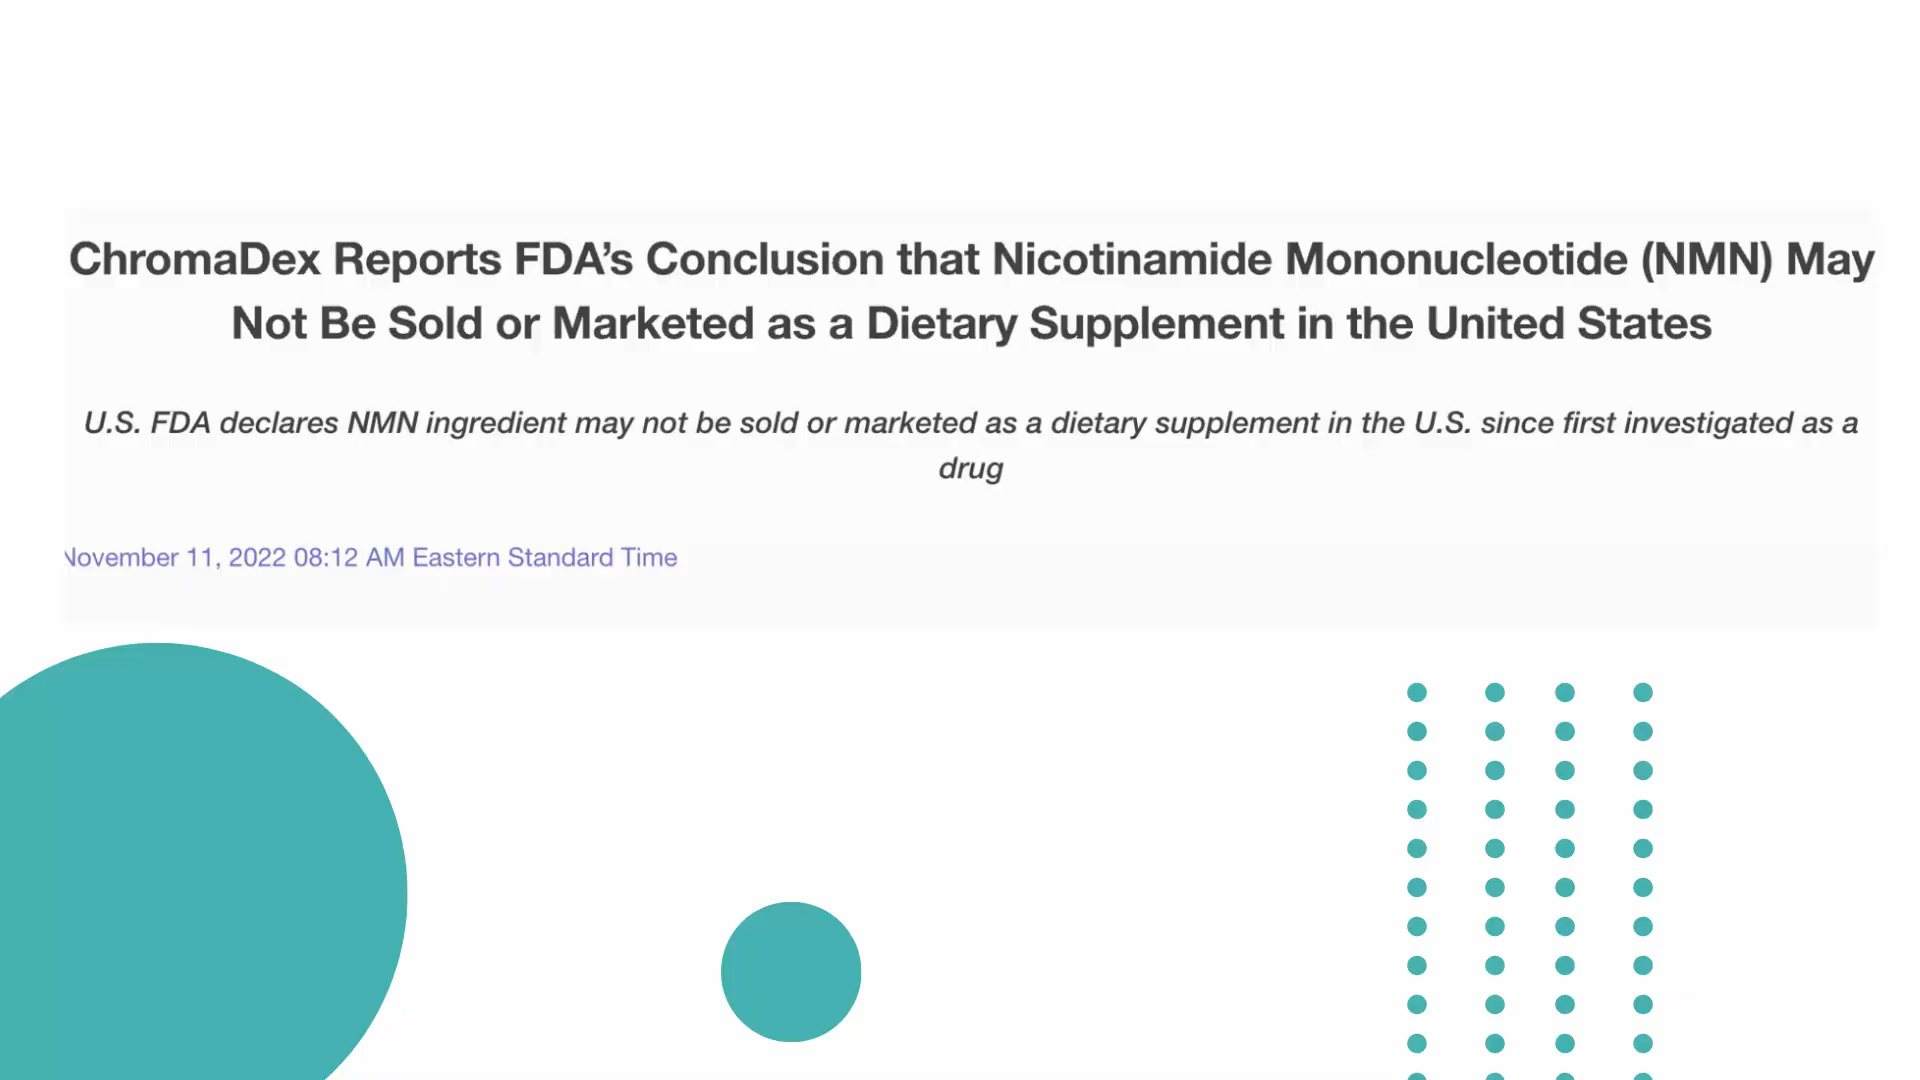 ChromaDex Reports FDA’s Conclusion that Nicotinamide Mononucleotide (NMN) May
Not Be Sold or Marketed as a Dietary Supplement in the United States
U.S. FDA declares NMN ingredient may not be sold or marketed as a dietary supplement in the U.S. since first investigated as a
drug
November 11, 2022 08:12 AM Eastern Standard Time